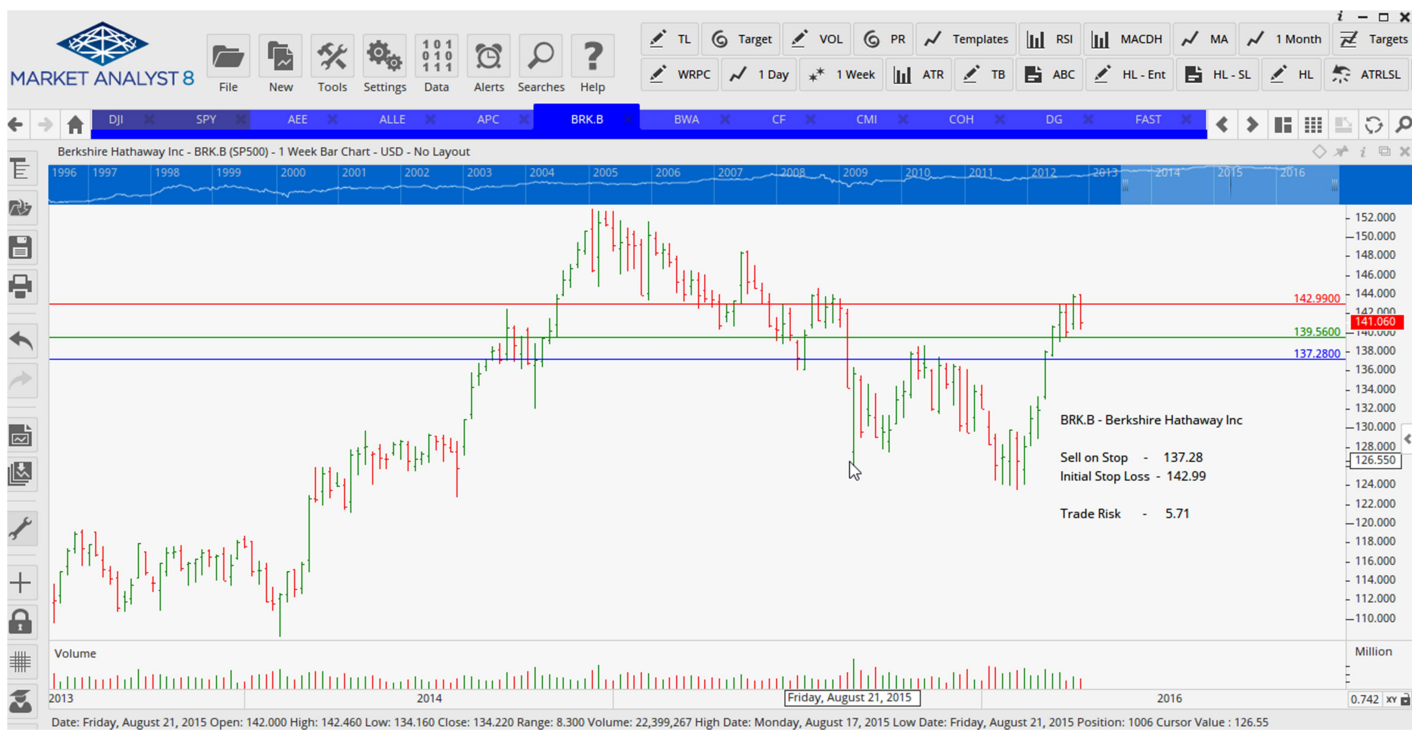 MARKET ANALYST 8
File New Tools Settings Data Alerts Searches Help
TL Target VOL PR Templates RSI MACDH MA 1 Month Targets
WRPC 1 Day 1 Week ATR TB ABC HL - Ent HL - SL HL ATRLSL
DJI SPY AEE ALLE APC BRK.B BWA CF CMI COH DG FAST
Berkshire Hathaway Inc - BRK.B (SP500) - 1 Week Bar Chart - USD - No Layout
1996 1997 1998 1999 2000 2001 2002 2003 2004 2005 2006 2007 2008 2009 2010 2011 2012 2013 2014 2015 2016
152.000
150.000
148.000
146.000
144.000
142.9900
142.000
141.060
140.000
139.5600
138.000
137.2800
136.000
134.000
132.000
130.000
BRK.B - Berkshire Hathaway Inc
128.000
Sell on Stop - 137.28
126.550
Initial Stop Loss - 142.99
124.000
122.000
Trade Risk - 5.71
120.000
118.000
116.000
114.000
112.000
110.000
Volume Million
2013 2014 Friday, August 21, 2015 2016 0.742 XY
Date: Friday, August 21, 2015 Open: 142.000 High: 142.460 Low: 134.160 Close: 134.220 Range: 8.300 Volume: 22,399,267 High Date: Monday, August 17, 2015 Low Date: Friday, August 21, 2015 Position: 1006 Cursor Value : 126.55